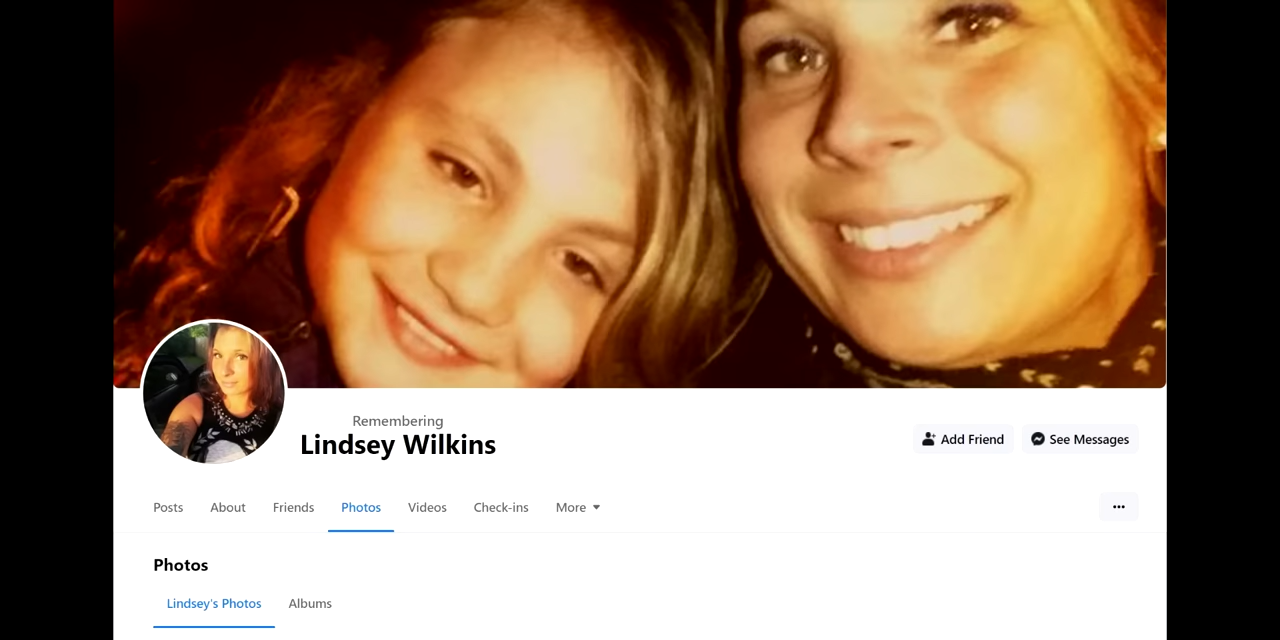 Remembering
Lindsey Wilkins
Add Friend See Messages
Posts About Friends Photos Videos Check-ins More
Photos
Lindsey's Photos Albums